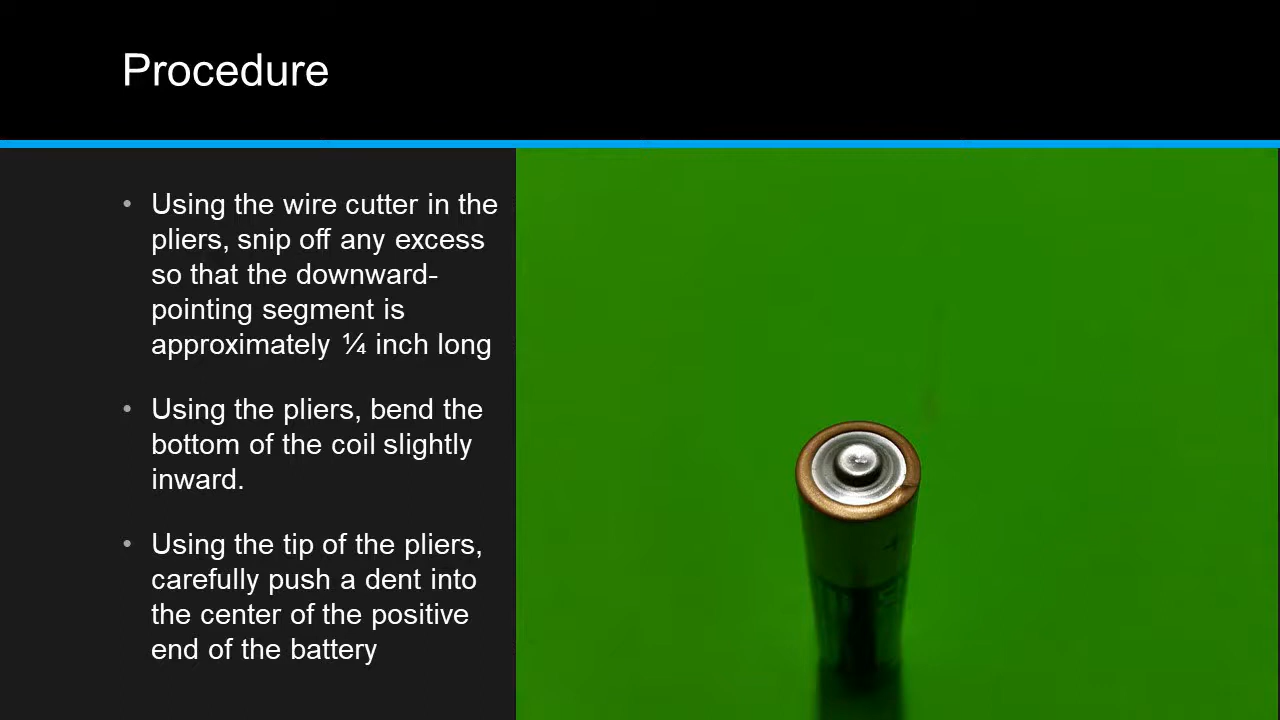 Procedure
• Using the wire cutter in the
pliers, snip off any excess
so that the downward-
pointing segment is
approximately ¼ inch long
• Using the pliers, bend the
bottom of the coil slightly
inward.
• Using the tip of the pliers,
carefully push a dent into
the center of the positive
end of the battery
+